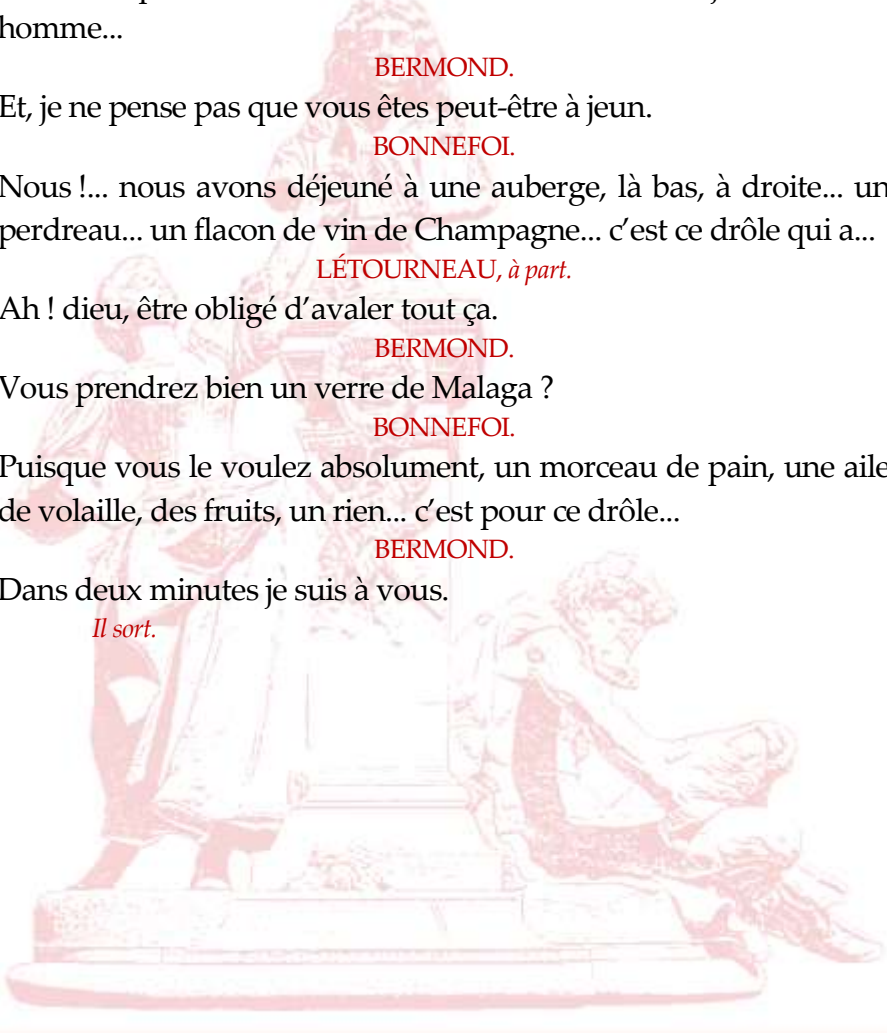 homme...
BERMOND.
Et, je ne pense pas que vous êtes peut-être à jeun.
BONNEFOI.
Nous !... nous avons déjeuné à une auberge, là bas, à droite... un
perdreau... un flacon de vin de Champagne... c’est ce drôle qui a...
LÉTOURNEAU, à part.
Ah ! dieu, être obligé d’avaler tout ça.
BERMOND.
Vous prendrez bien un verre de Malaga ?
BONNEFOI.
Puisque vous le voulez absolument, un morceau de pain, une aile
de volaille, des fruits, un rien... c’est pour ce drôle...
BERMOND.
Dans deux minutes je suis à vous.
Il sort.